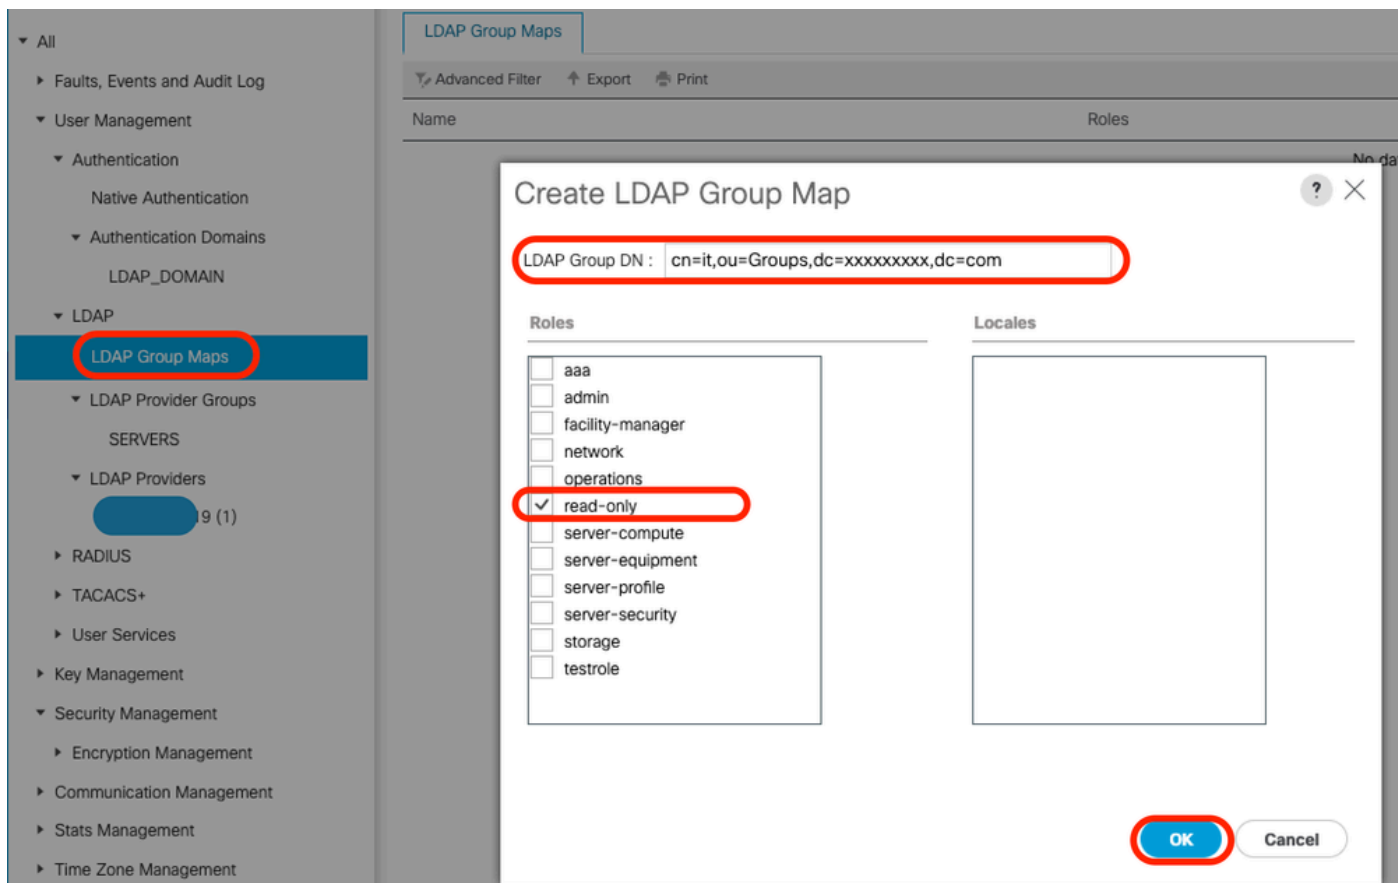 All
Faults, Events and Audit Log
User Management
Authentication
Native Authentication
Authentication Domains
LDAP_DOMAIN
LDAP
LDAP Group Maps
LDAP Provider Groups
SERVERS
LDAP Providers
19 (1)
RADIUS
TACACS+
User Services
Key Management
Security Management
Encryption Management
Communication Management
Stats Management
Time Zone Management
LDAP Group Maps
Advanced Filter Export Print
Name Roles
No da
Create LDAP Group Map ?
LDAP Group DN : cn=it,ou=Groups,dc=xxxxxxxxx,dc=com
Roles Locales
aaa
admin
facility-manager
network
operations
read-only
server-compute
server-equipment
server-profile
server-security
storage
testrole
OK Cancel